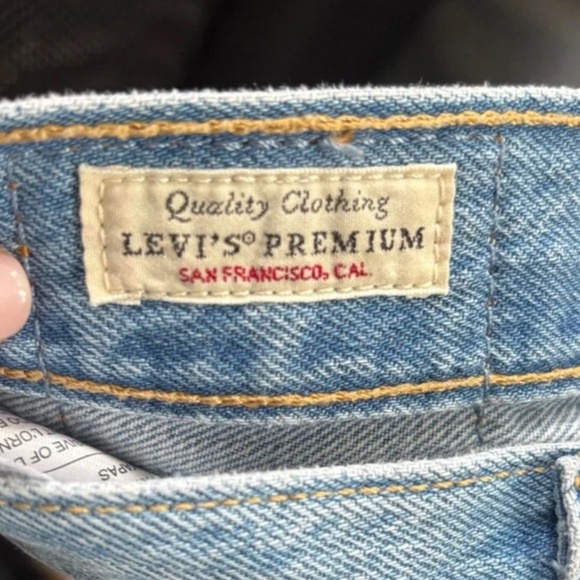 Quality Clothing
LEVI'S® PREMIUM
SAN FRANCISCO, CAL.